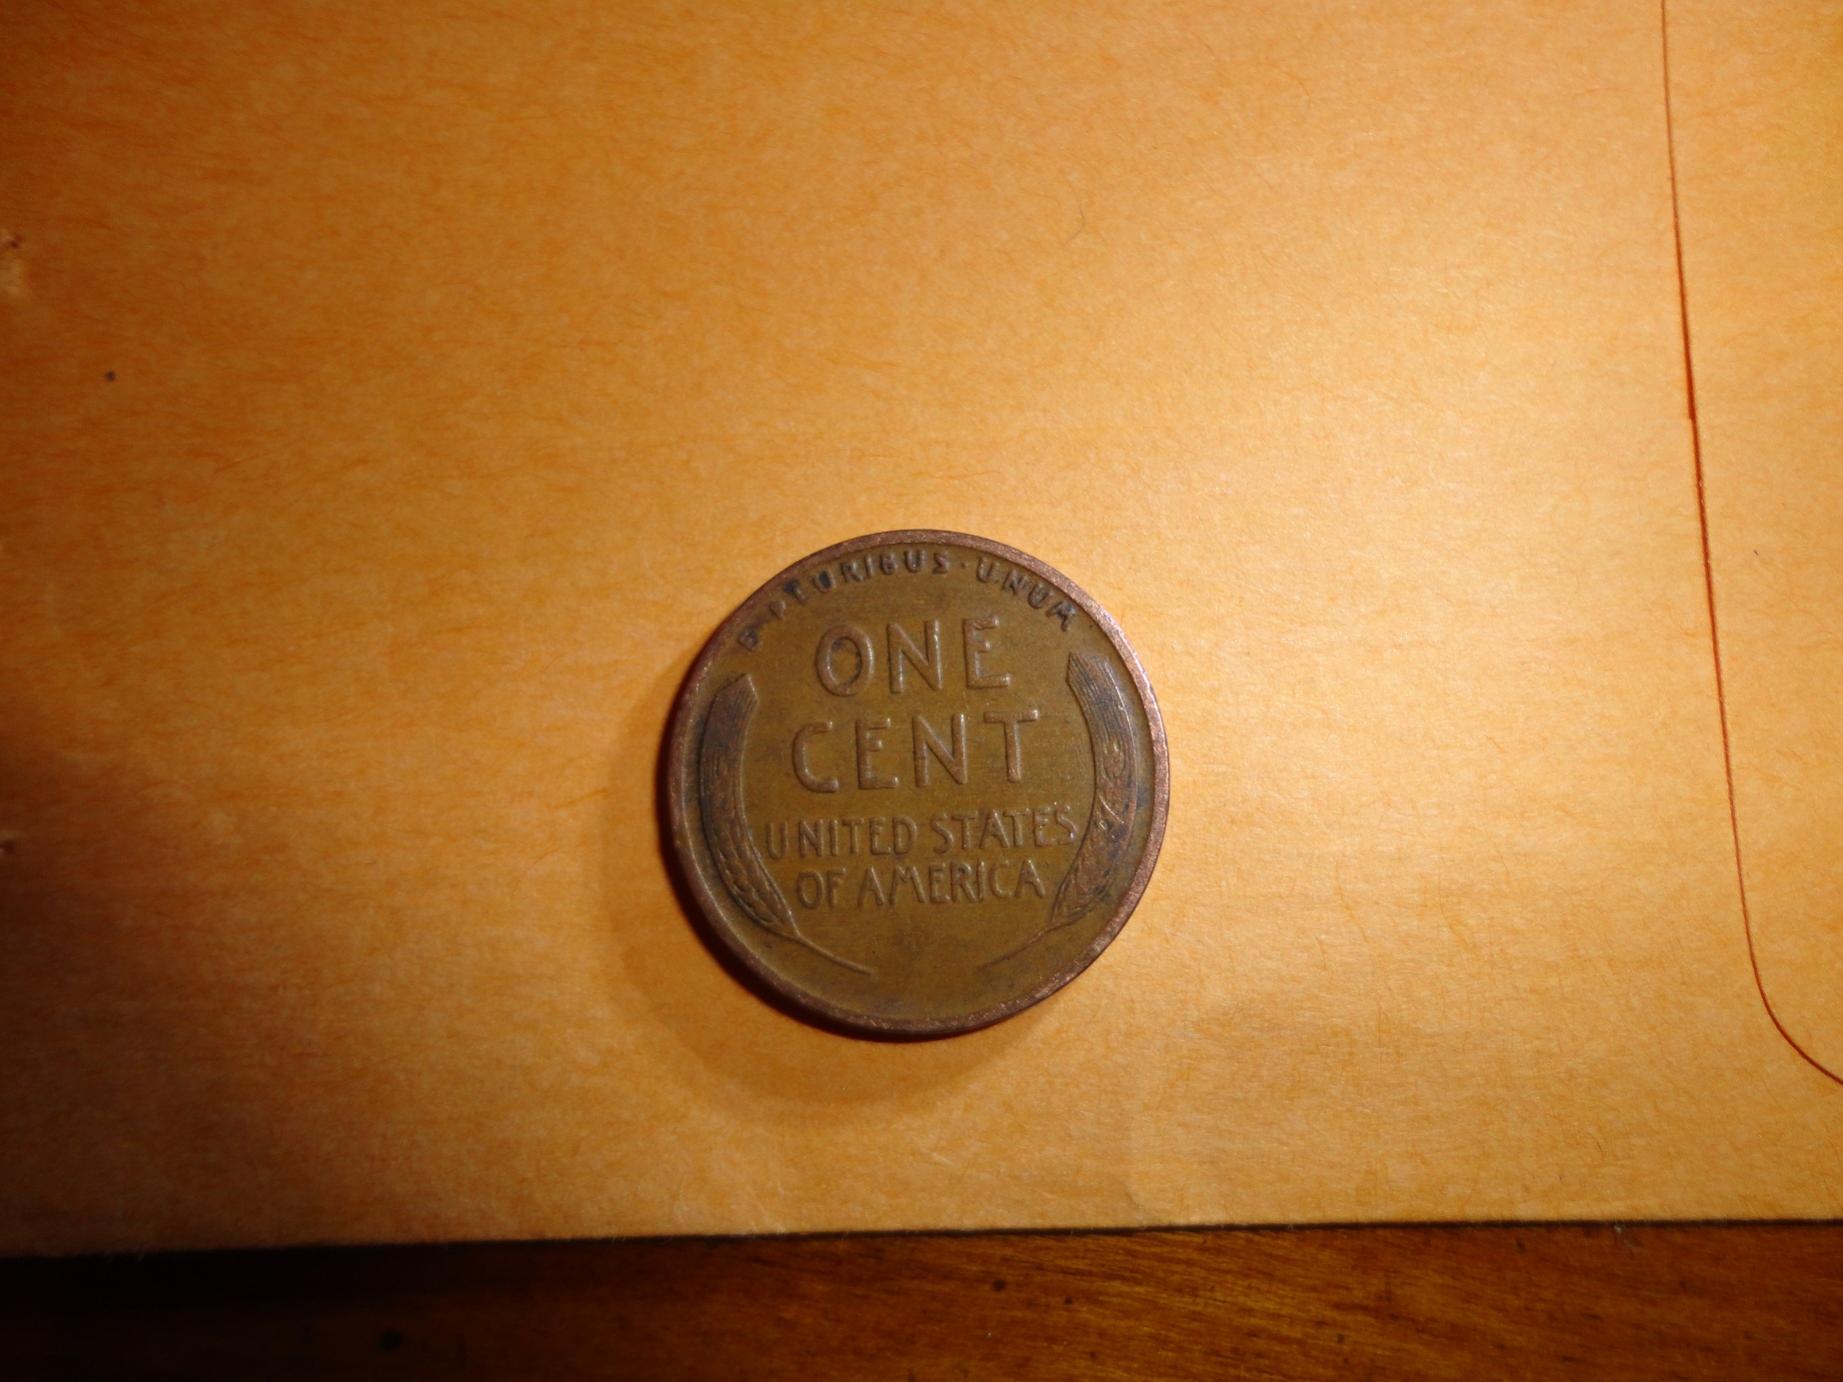 E · PLURIBUS · UNUM
ONE
CENT
UNITED STATES
OF AMERICA